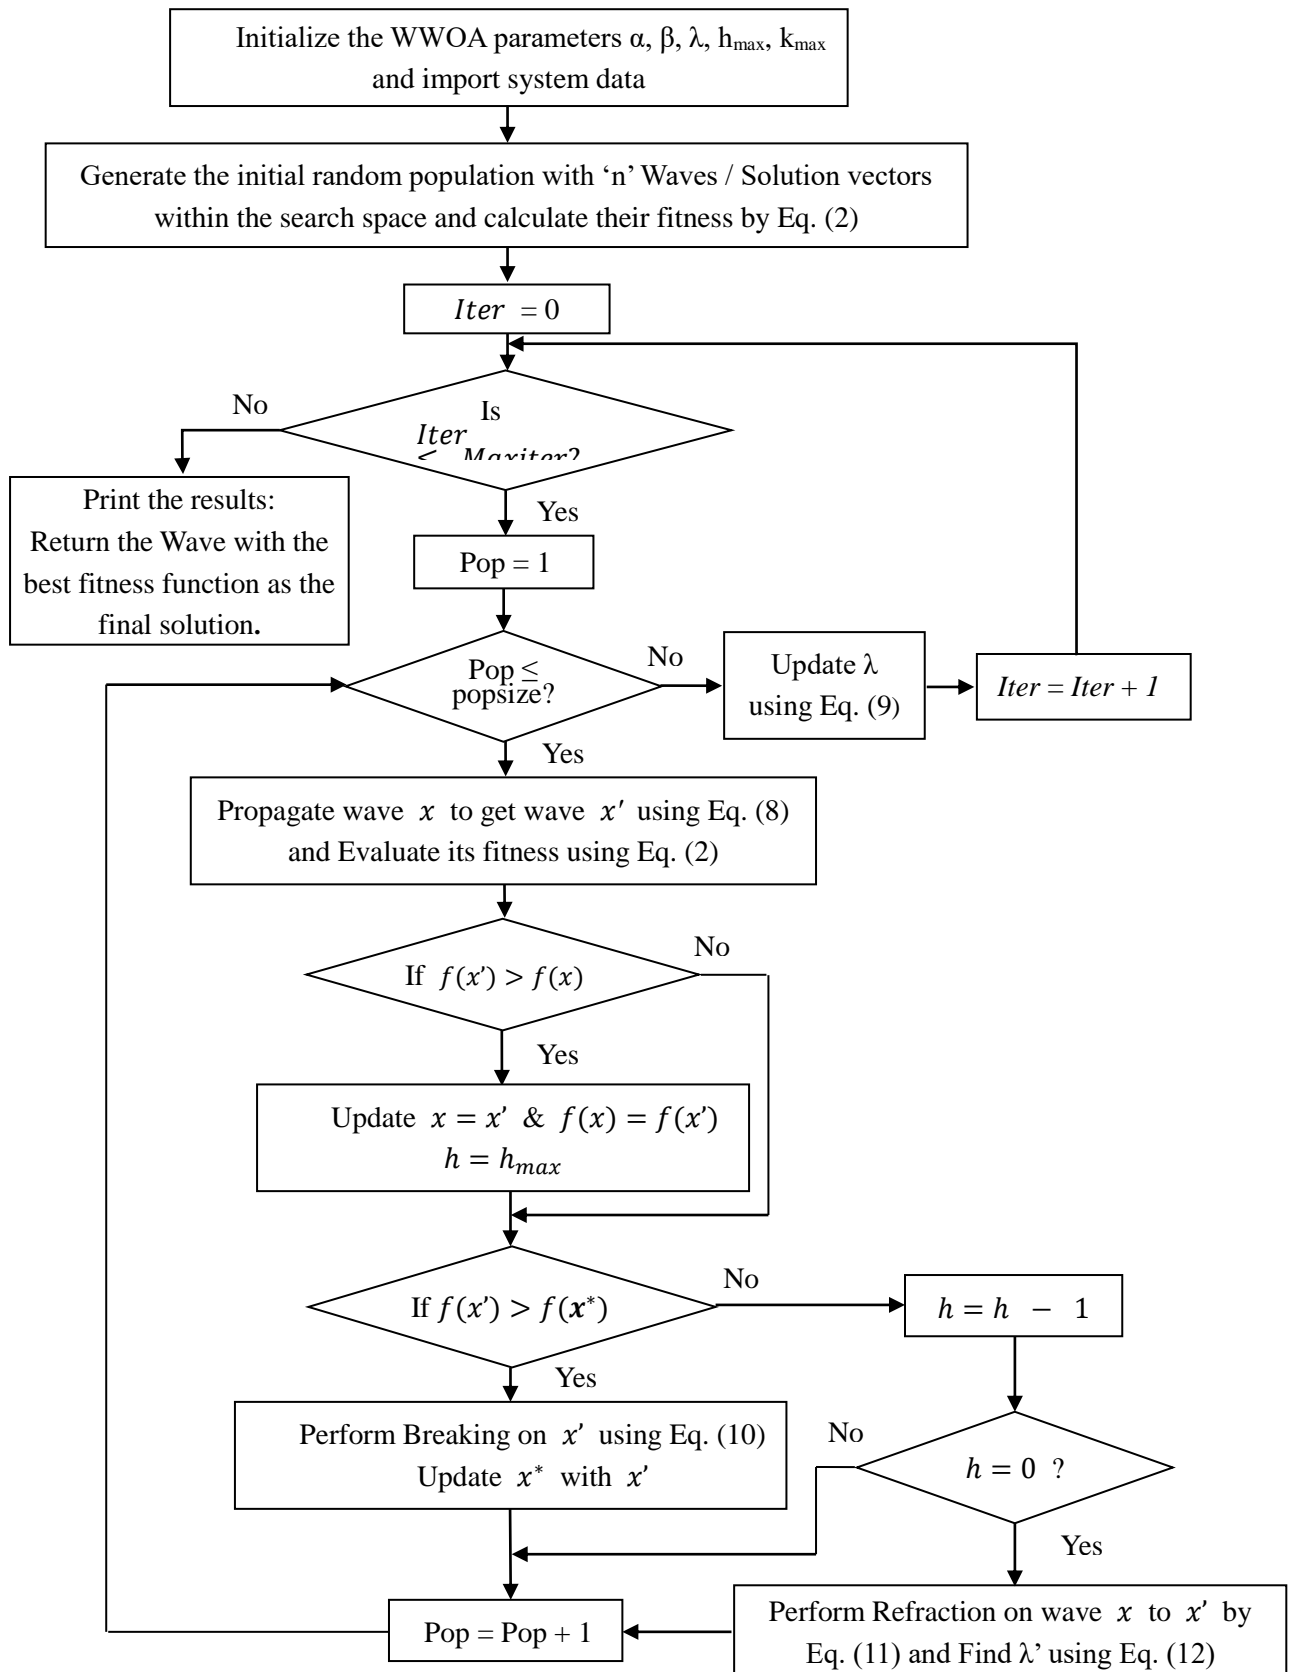 Initialize the WWOA parameters α, β, λ, hmax, kmax
and import system data
Generate the initial random population with ‘n’ Waves / Solution vectors
within the search space and calculate their fitness by Eq. (2)
Iter = 0
Is
Iter
< Maxiter?
No
Yes
Print the results:
Return the Wave with the
best fitness function as the
final solution.
Pop = 1
Pop ≤
popsize?
No
Update λ
using Eq. (9)
Iter = Iter + 1
Yes
Propagate wave x to get wave x′ using Eq. (8)
and Evaluate its fitness using Eq. (2)
If f(x’) > f(x)
No
Yes
Update x = x’ & f(x) = f(x’)
h = hmax
If f(x’) > f(x*)
No
h = h − 1
Yes
Perform Breaking on x’ using Eq. (10)
Update x* with x’
No
h = 0 ?
Yes
Pop = Pop + 1
Perform Refraction on wave x to x’ by
Eq. (11) and Find λ’ using Eq. (12)